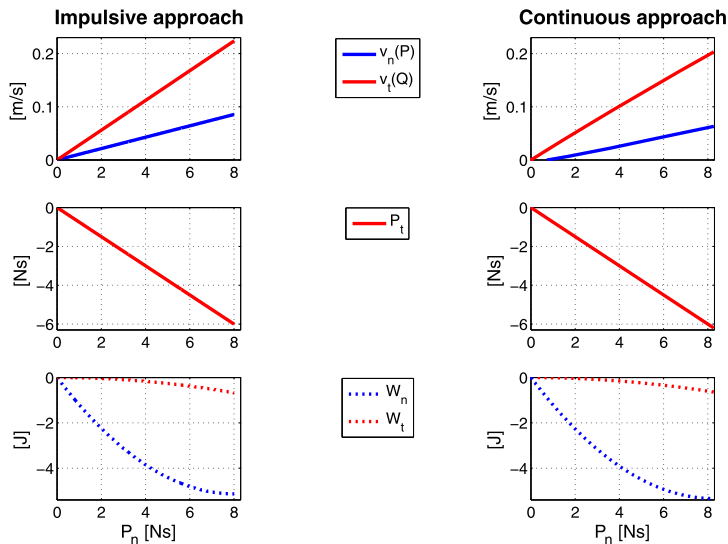 Impulsive approach
Continuous approach
[m/s]
0.2
0.1
0
0 2 4 6 8
v_n(P)
v_t(Q)
[m/s]
0.2
0.1
0
0 2 4 6 8
[Ns]
0
−2
−4
−6
0 2 4 6 8
P_t
[Ns]
0
−2
−4
−6
0 2 4 6 8
[J]
0
−2
−4
0 2 4 6 8
P_n [Ns]
W_n
W_t
[J]
0
−2
−4
0 2 4 6 8
P_n [Ns]